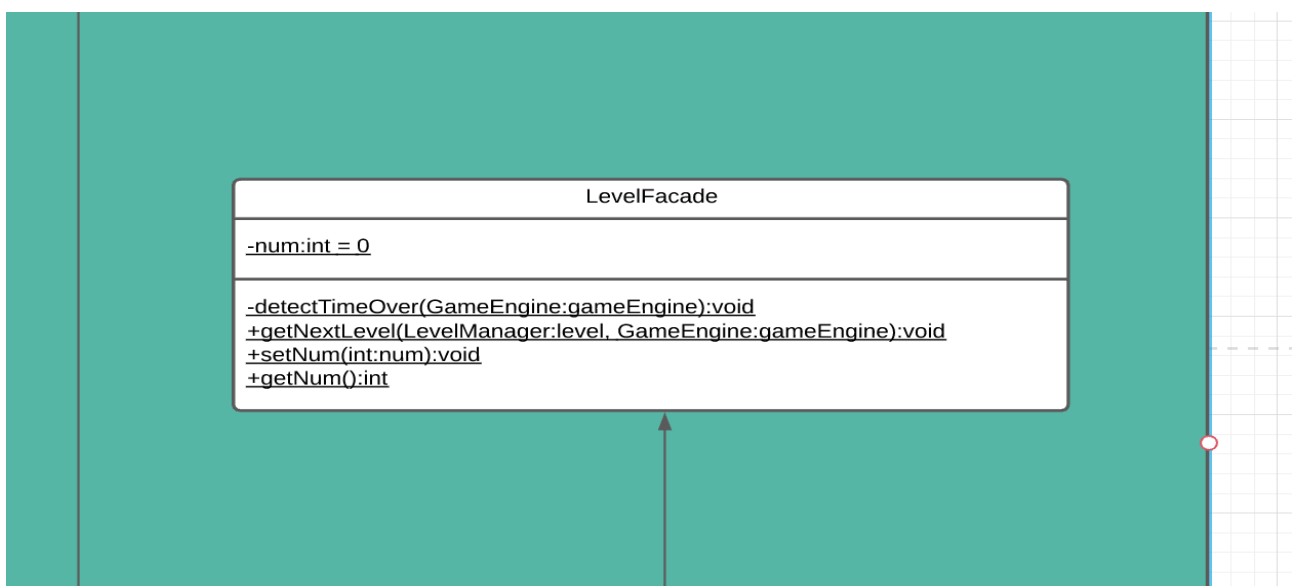 LevelFacade
-num:int = 0
-detectTimeOver(GameEngine:gameEngine):void
+getNextLevel(LevelManager:level, GameEngine:gameEngine):void
+setNum(int:num):void
+getNum():int